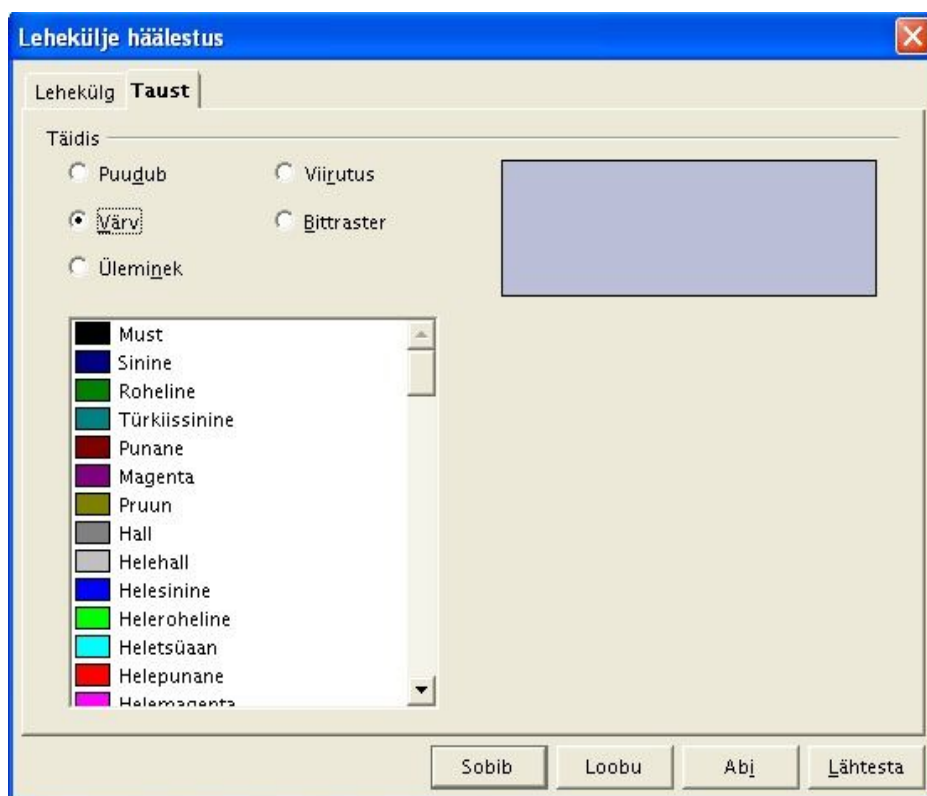 Lehekülje häälestus
Lehekülg Taust
Täidis
Puudub Viirutus
Värv Bittraster
Üleminek
Must
Sinine
Roheline
Türkiissinine
Punane
Magenta
Pruun
Hall
Helehall
Helesinine
Heleroheline
Heletsüaan
Helepunane
Helemagenta
Sobib Loobu Abi Lähtesta